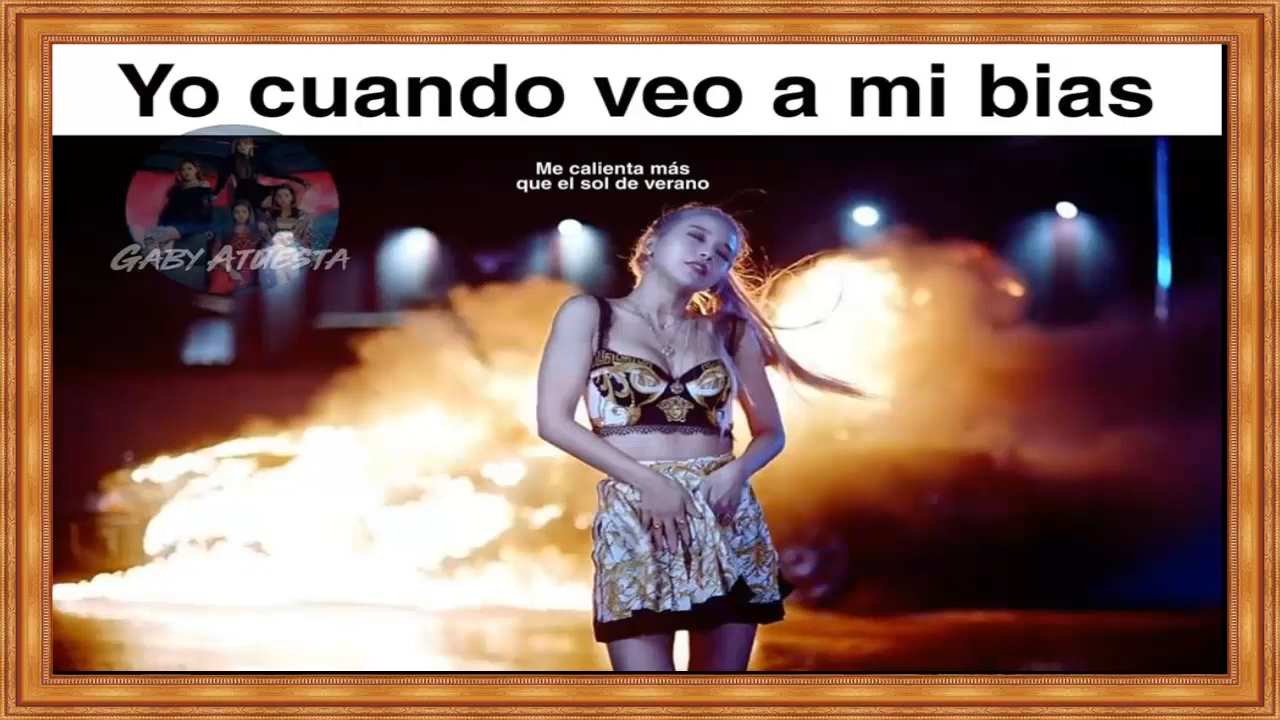 Yo cuando veo a mi bias
Me calienta más
que el sol de verano
GABY ATUESTA